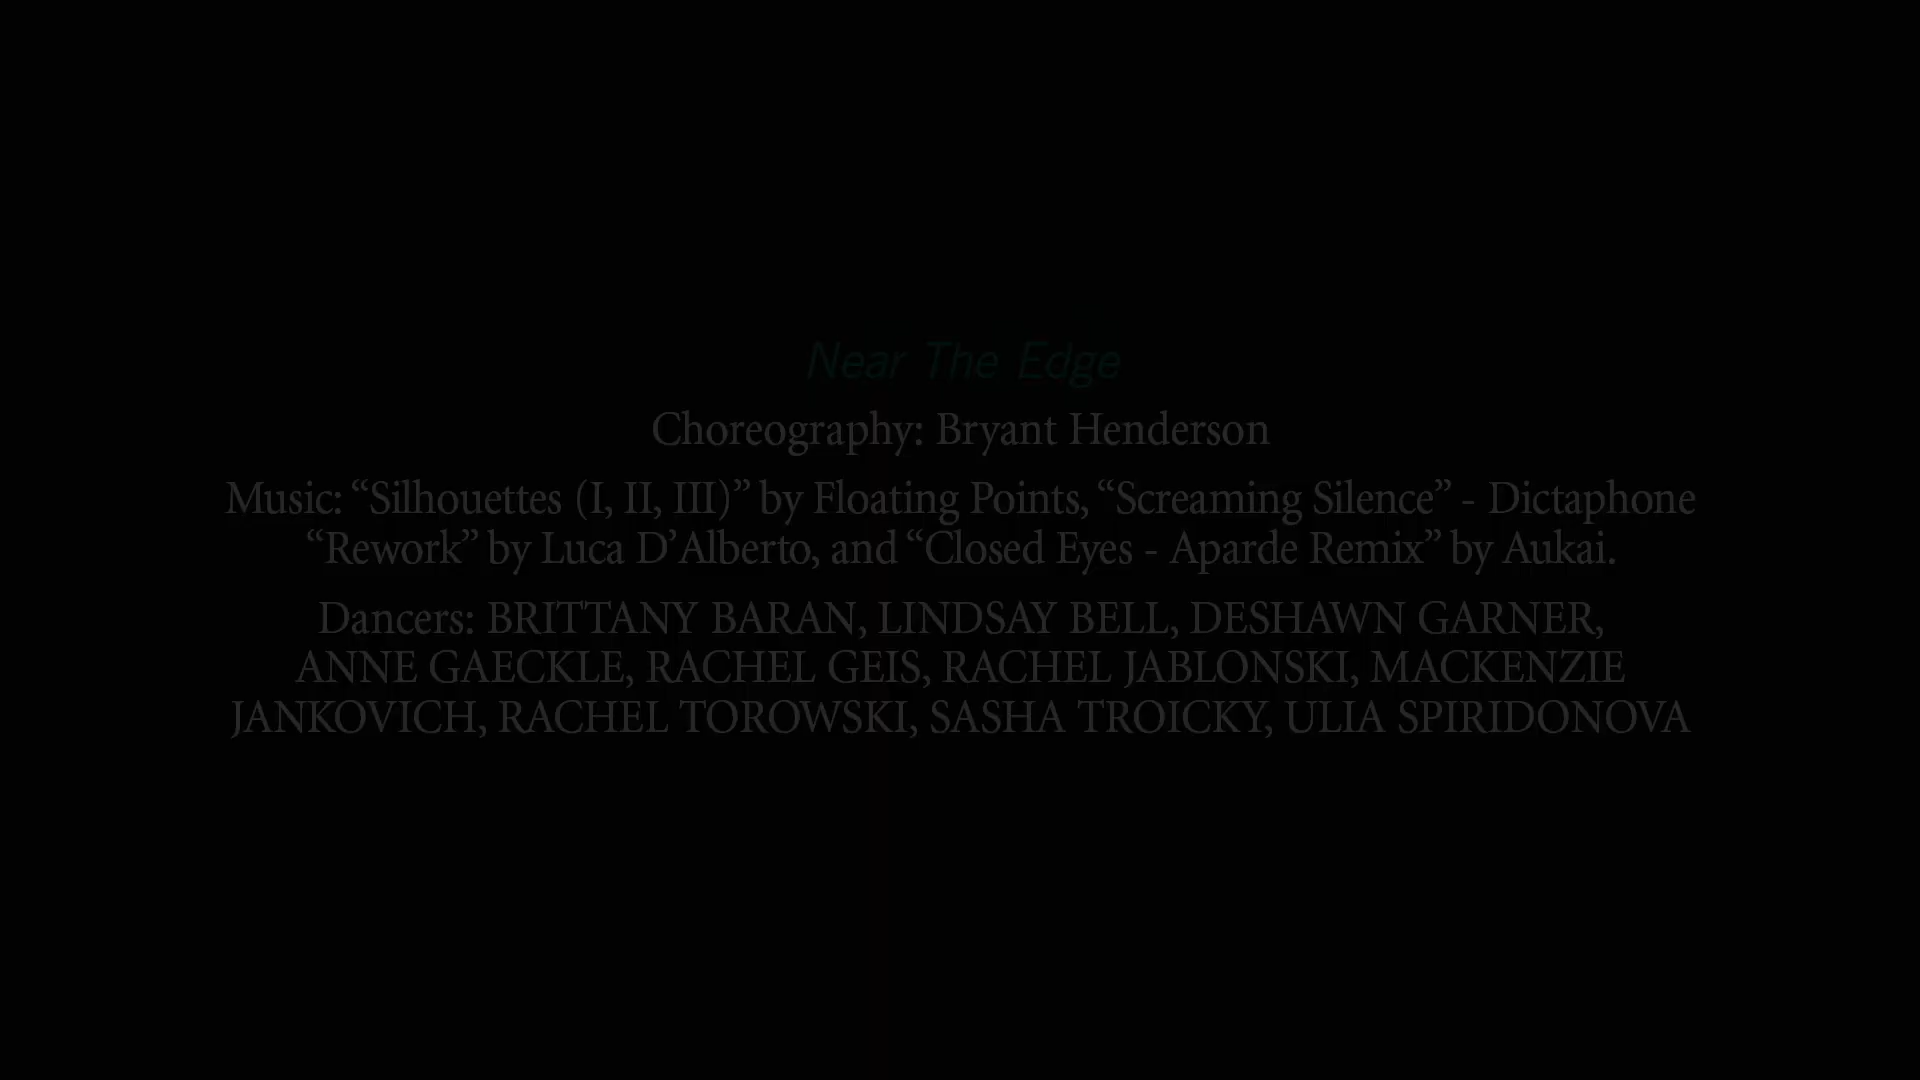 Near The Edge
Choreography: Bryant Henderson
Music: “Silhouettes (I, II, III)” by Floating Points, “Screaming Silence” - Dictaphone
“Rework” by Luca D’Alberto, and “Closed Eyes - Aparde Remix” by Aukai.
Dancers: BRITTANY BARAN, LINDSAY BELL, DESHAWN GARNER,
ANNE GAECKLE, RACHEL GEIS, RACHEL JABLONSKI, MACKENZIE
JANKOVICH, RACHEL TOROWSKI, SASHA TROICKY, ULIA SPIRIDONOVA